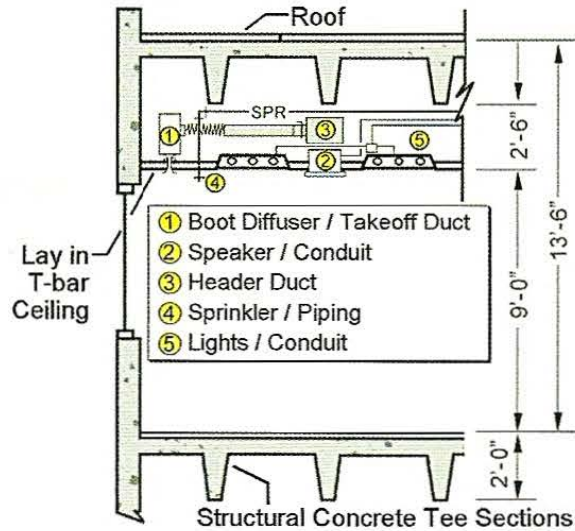 Roof
SPR
1
3
5
2
4
2'-6"
13'-6"
9'-0"
2'-0"
Lay in
T-bar
Ceiling
1 Boot Diffuser / Takeoff Duct
2 Speaker / Conduit
3 Header Duct
4 Sprinkler / Piping
5 Lights / Conduit
Structural Concrete Tee Sections